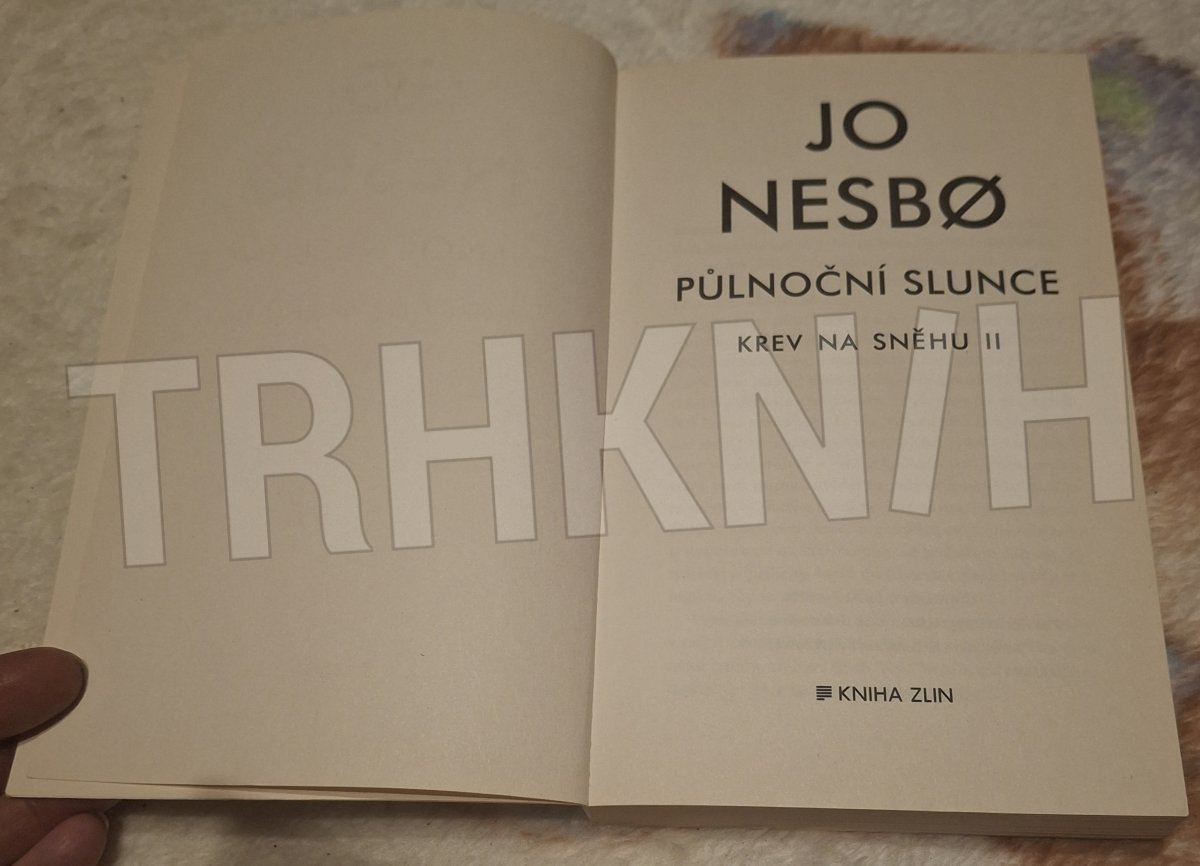 JO
NESBØ
PŮLNOČNÍ SLUNCE
KREV NA SNĚHU II
TRHKNIH
KNIHA ZLIN